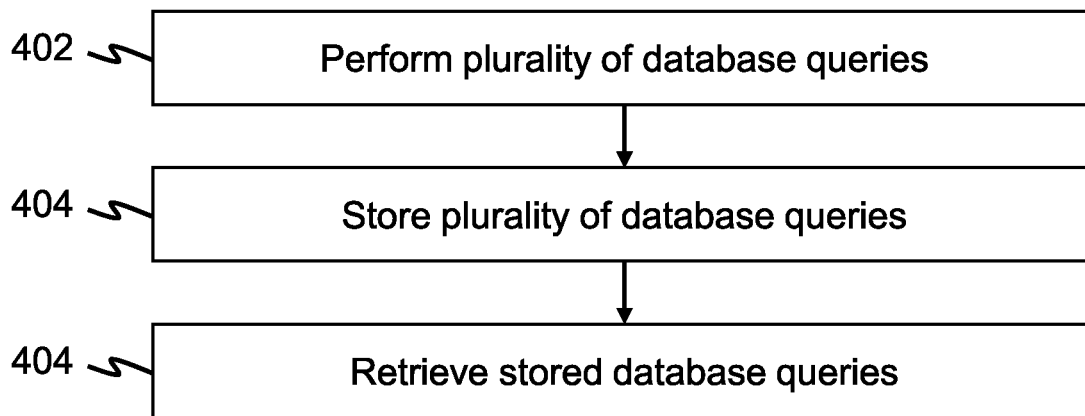 402 Perform plurality of database queries
404 Store plurality of database queries
404 Retrieve stored database queries